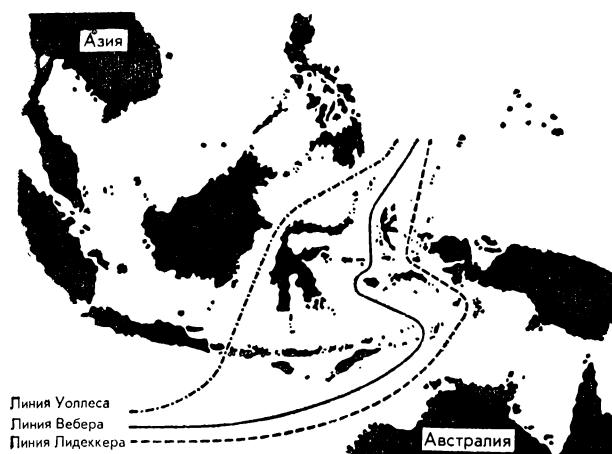 Азия
Линия Уоллеса
Линия Вебера
Линия Лидеккера
Австралия